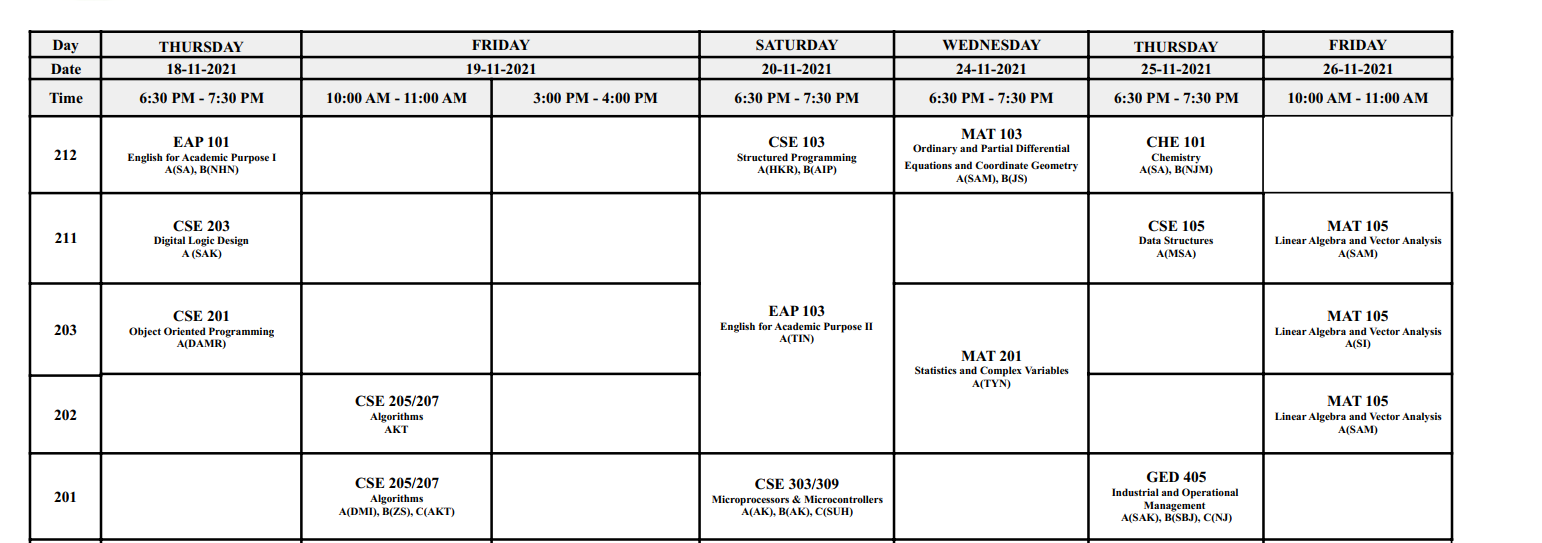 Day THURSDAY FRIDAY SATURDAY WEDNESDAY THURSDAY FRIDAY
Date 18-11-2021 19-11-2021 20-11-2021 24-11-2021 25-11-2021 26-11-2021
Time 6:30 PM - 7:30 PM 10:00 AM - 11:00 AM 3:00 PM - 4:00 PM 6:30 PM - 7:30 PM 6:30 PM - 7:30 PM 6:30 PM - 7:30 PM 10:00 AM - 11:00 AM
212
EAP 101
English for Academic Purpose I
A(SA), B(NHN)
CSE 103
Structured Programming
A(HKR), B(AIP)
MAT 103
Ordinary and Partial Differential
Equations and Coordinate Geometry
A(SAM), B(JS)
CHE 101
Chemistry
A(SA), B(NJM)
211
CSE 203
Digital Logic Design
A (SAK)
CSE 105
Data Structures
A(MSA)
MAT 105
Linear Algebra and Vector Analysis
A(SAM)
203
CSE 201
Object Oriented Programming
A(DAMR)
EAP 103
English for Academic Purpose II
A(TIN)
MAT 201
Statistics and Complex Variables
A(TYN)
MAT 105
Linear Algebra and Vector Analysis
A(SI)
202
CSE 205/207
Algorithms
AKT
MAT 105
Linear Algebra and Vector Analysis
A(SAM)
201
CSE 205/207
Algorithms
A(DMI), B(ZS), C(AKT)
CSE 303/309
Microprocessors & Microcontrollers
A(AK), B(AK), C(SUH)
GED 405
Industrial and Operational
Management
A(SAK), B(SBJ), C(NJ)